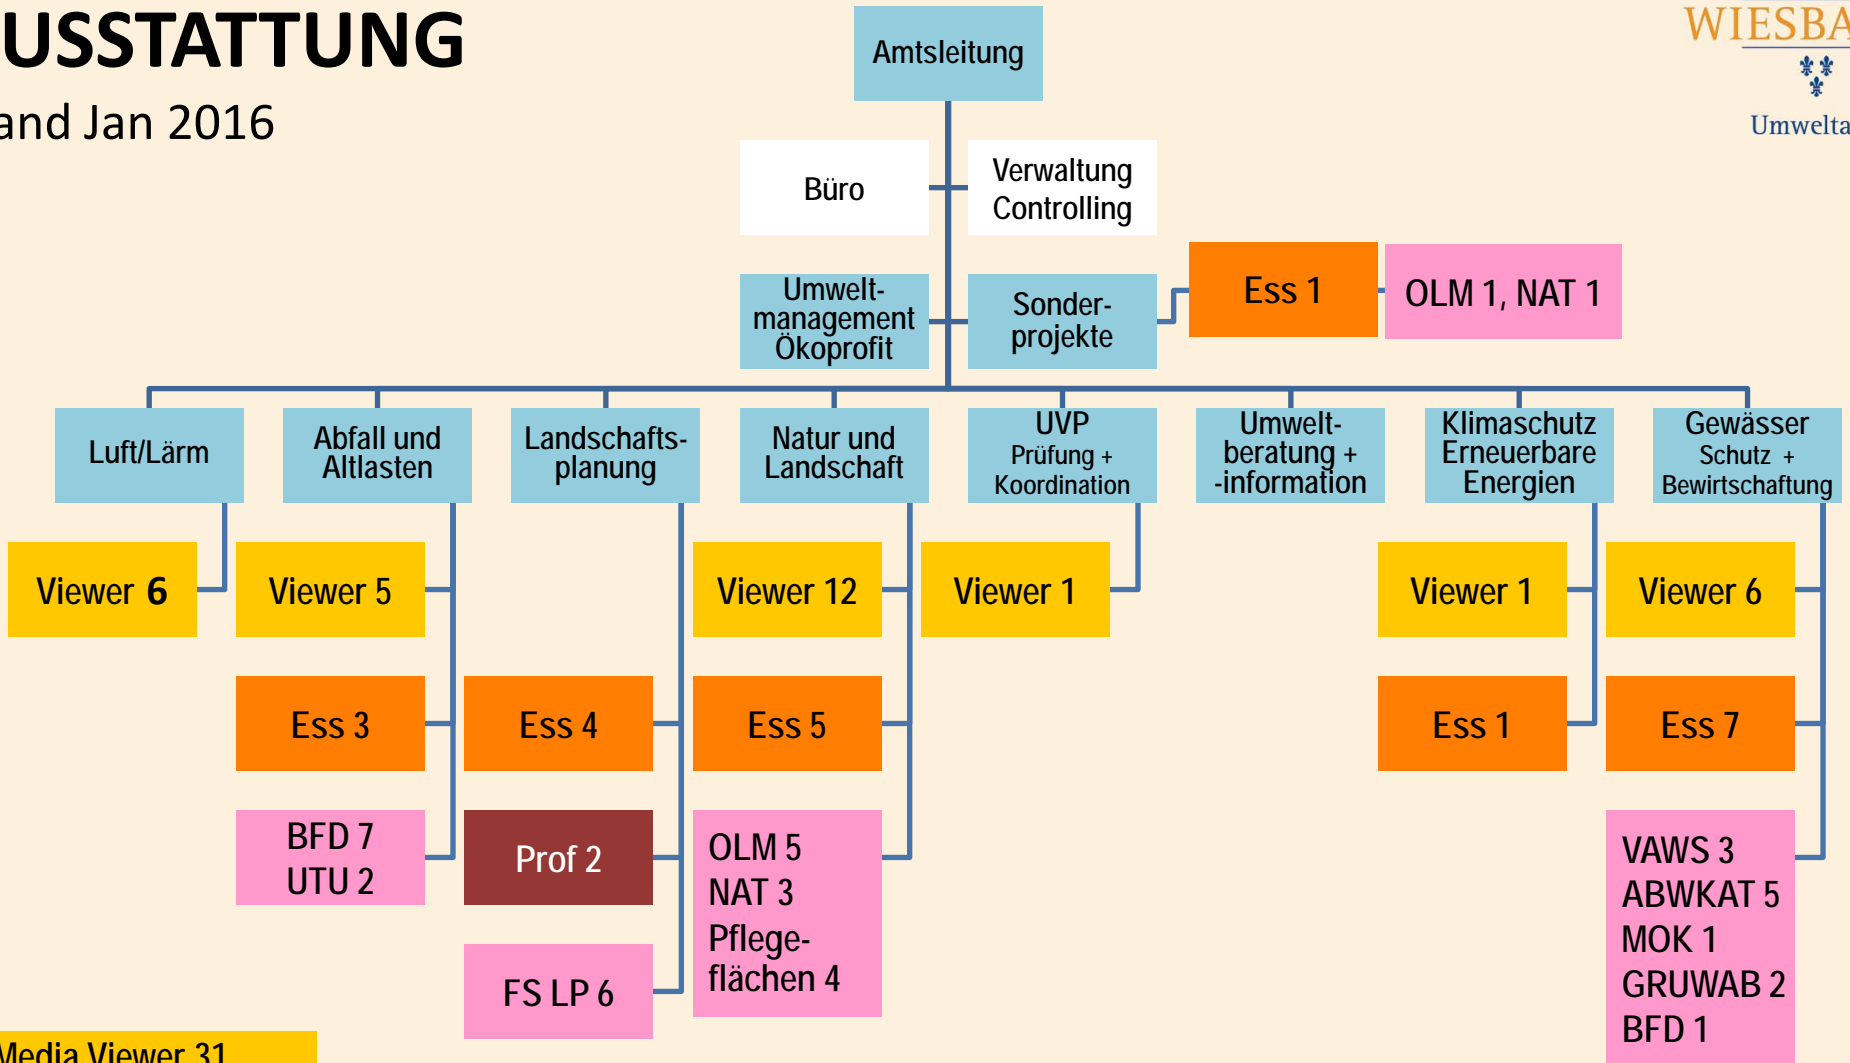 USSTATTUNG
and Jan 2016
WIESBA
Umwelta
Amtsleitung
Büro
Verwaltung
Controlling
Umwelt-
management
Ökoprofit
Sonder-
projekte
Ess 1
OLM 1, NAT 1
Luft/Lärm
Abfall und
Altlasten
Landschafts-
planung
Natur und
Landschaft
UVP
Prüfung +
Koordination
Umwelt-
beratung +
-information
Klimaschutz
Erneuerbare
Energien
Gewässer
Schutz +
Bewirtschaftung
Viewer 6
Viewer 5
Viewer 12
Viewer 1
Viewer 1
Viewer 6
Ess 3
Ess 4
Ess 5
Ess 1
Ess 7
BFD 7
UTU 2
Prof 2
OLM 5
NAT 3
Pflege-
flächen 4
VAWS 3
ABWKAT 5
MOK 1
GRUWAB 2
BFD 1
FS LP 6
Media Viewer 31